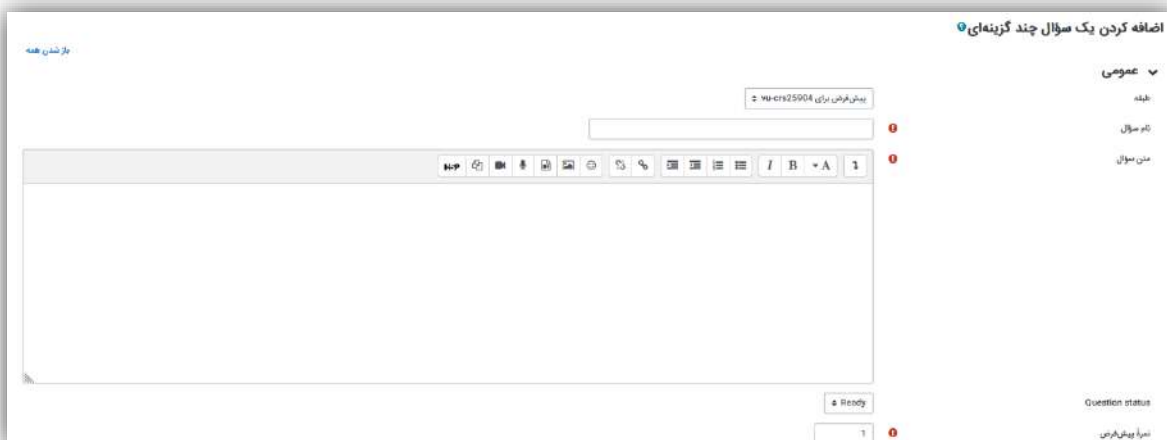 اضافه کردن یک سؤال چند گزینه‌ای
باز شدن همه
عمومی
طبقه
پیش‌فرض برای vu-crs25904
نام سؤال
متن سؤال
I B A
H-P
Question status
Ready
نمرهٔ پیش‌فرض
1